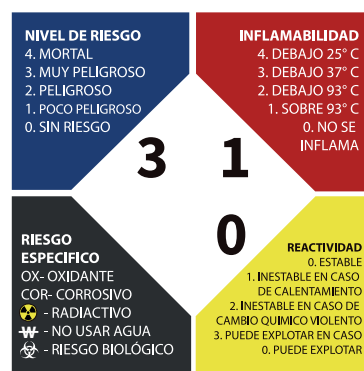 NIVEL DE RIESGO
4. MORTAL
3. MUY PELIGROSO
2. PELIGROSO
1. POCO PELIGROSO
0. SIN RIESGO
INFLAMABILIDAD
4. DEBAJO 25° C
3. DEBAJO 37° C
2. DEBAJO 93° C
1. SOBRE 93° C
0. NO SE
INFLAMA
3
1
0
RIESGO
ESPECIFICO
OX- OXIDANTE
COR- CORROSIVO
- RADIACTIVO
W - NO USAR AGUA
- RIESGO BIOLÓGICO
REACTIVIDAD
0. ESTABLE
1. INESTABLE EN CASO
DE CALENTAMIENTO
2. INESTABLE EN CASO DE
CAMBIO QUIMICO VIOLENTO
3. PUEDE EXPLOTAR EN CASO
0. PUEDE EXPLOTAR